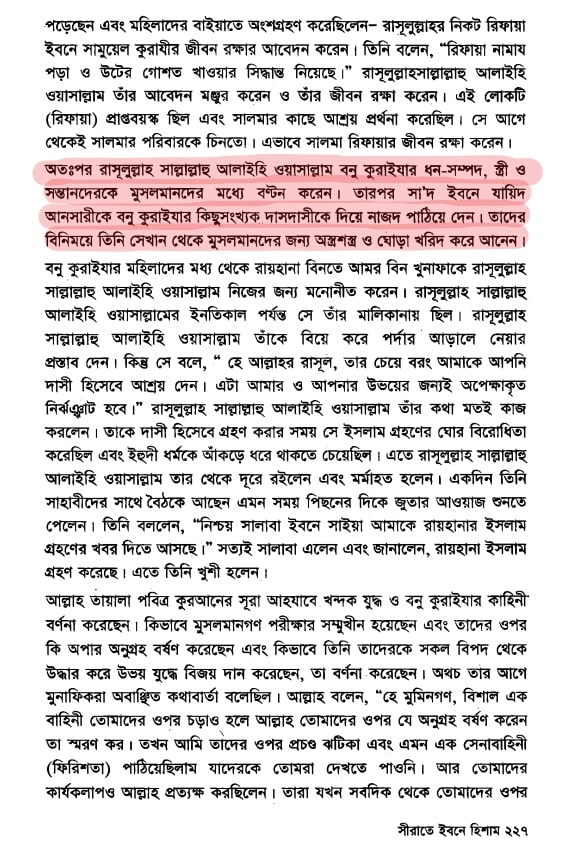 পড়েছেন এবং মহিলাদের বাইয়াতে অংশগ্রহণ করেছিলেন– রাসূলুল্লাহর নিকট রিফায়া
ইবনে সামুয়েল কুরাযীর জীবন রক্ষার আবেদন করেন। তিনি বলেন, “রিফায়া নামায
পড়া ও উটের গোশত খাওয়ার সিদ্ধান্ত নিয়েছে।” রাসূলুল্লাহসাল্লাল্লাহু আলাইহি
ওয়াসাল্লাম তাঁর আবেদন মঞ্জুর করেন ও তাঁর জীবন রক্ষা করেন। এই লোকটি
(রিফায়া) প্রাপ্তবয়স্ক ছিল এবং সালমার কাছে আশ্রয় প্রর্থনা করেছিল। সে আগে
থেকেই সালমার পরিবারকে চিনতো। এভাবে সালমা রিফায়ার জীবন রক্ষা করেন।
অতঃপর রাসূলুল্লাহ সাল্লাল্লাহু আলাইহি ওয়াসাল্লাম বনু কুরাইযার ধন-সম্পদ, স্ত্রী ও
সন্তানদেরকে মুসলমানদের মধ্যে বণ্টন করেন। তারপর সা’দ ইবনে যায়িদ
আনসারীকে বনু কুরাইযার কিছুসংখ্যক দাসদাসীকে দিয়ে নাজদ পাঠিয়ে দেন। তাদের
বিনিময়ে তিনি সেখান থেকে মুসলমানদের জন্য অস্ত্রশস্ত্র ও ঘোড়া খরিদ করে আনেন।
বনু কুরাইযার মহিলাদের মধ্য থেকে রায়হানা বিনতে আমর বিন খুনাফাকে রাসূলুল্লাহ
সাল্লাল্লাহু আলাইহি ওয়াসাল্লাম নিজের জন্য মনোনীত করেন। রাসূলুল্লাহ সাল্লাল্লাহু
আলাইহি ওয়াসাল্লামের ইনতিকাল পর্যন্ত সে তাঁর মালিকানায় ছিল। রাসূলুল্লাহ
সাল্লাল্লাহু আলাইহি ওয়াসাল্লাম তাঁকে বিয়ে করে পর্দার আড়ালে নেয়ার
প্রস্তাব দেন। কিন্তু সে বলে, “ হে আল্লাহর রাসূল, তার চেয়ে বরং আমাকে আপনি
দাসী হিসেবে আশ্রয় দেন। এটা আমার ও আপনার উভয়ের জন্যই অপেক্ষাকৃত
নির্ঝঞ্ঝাট হবে।” রাসূলুল্লাহ সাল্লাল্লাহু আলাইহি ওয়াসাল্লাম তাঁর কথা মতই কাজ
করলেন। তাকে দাসী হিসেবে গ্রহণ করার সময় সে ইসলাম গ্রহণের ঘোর বিরোধিতা
করেছিল এবং ইহুদী ধর্মকে আঁকড়ে ধরে থাকতে চেয়েছিল। এতে রাসূলুল্লাহ সাল্লাল্লাহু
আলাইহি ওয়াসাল্লাম তার থেকে দূরে রইলেন এবং মর্মাহত হলেন। একদিন তিনি
সাহাবীদের সাথে বৈঠকে আছেন এমন সময় পিছনের দিকে জুতার আওয়াজ শুনতে
পেলেন। তিনি বললেন, “নিশ্চয় সালাবা ইবনে সাইয়া আমাকে রায়হানার ইসলাম
গ্রহণের খবর দিতে আসছে।” সত্যই সালাবা এলেন এবং জানালেন, রায়হানা ইসলাম
গ্রহণ করেছে। এতে তিনি খুশী হলেন।
আল্লাহ তায়ালা পবিত্র কুরআনের সূরা আহযাবে খন্দক যুদ্ধ ও বনু কুরাইযার কাহিনী
বর্ণনা করেছেন। কিভাবে মুসলমানগণ পরীক্ষার সম্মুখীন হয়েছেন এবং তাদের ওপর
কি অপার অনুগ্রহ বর্ষণ করেছেন এবং কিভাবে তিনি তাদেরকে সকল বিপদ থেকে
উদ্ধার করে উভয় যুদ্ধে বিজয় দান করেছেন, তা বর্ণনা করেছেন। অথচ তার আগে
মুনাফিকরা অবাঞ্ছিত কথাবার্তা বলেছিল। আল্লাহ বলেন, “হে মুমিনগণ, বিশাল এক
বাহিনী তোমাদের ওপর চড়াও হলে আল্লাহ তোমাদের ওপর যে অনুগ্রহ বর্ষণ করেন
তা স্মরণ কর। তখন আমি তাদের ওপর প্রচণ্ড ঝটিকা এবং এমন এক সেনাবাহিনী
(ফিরিশতা) পাঠিয়েছিলাম যাদেরকে তোমরা দেখতে পাওনি। আর তোমাদের
কার্যকলাপও আল্লাহ প্রত্যক্ষ করছিলেন। তারা যখন সবদিক থেকে তোমাদের ওপর
সীরাতে ইবনে হিশাম ২২৭